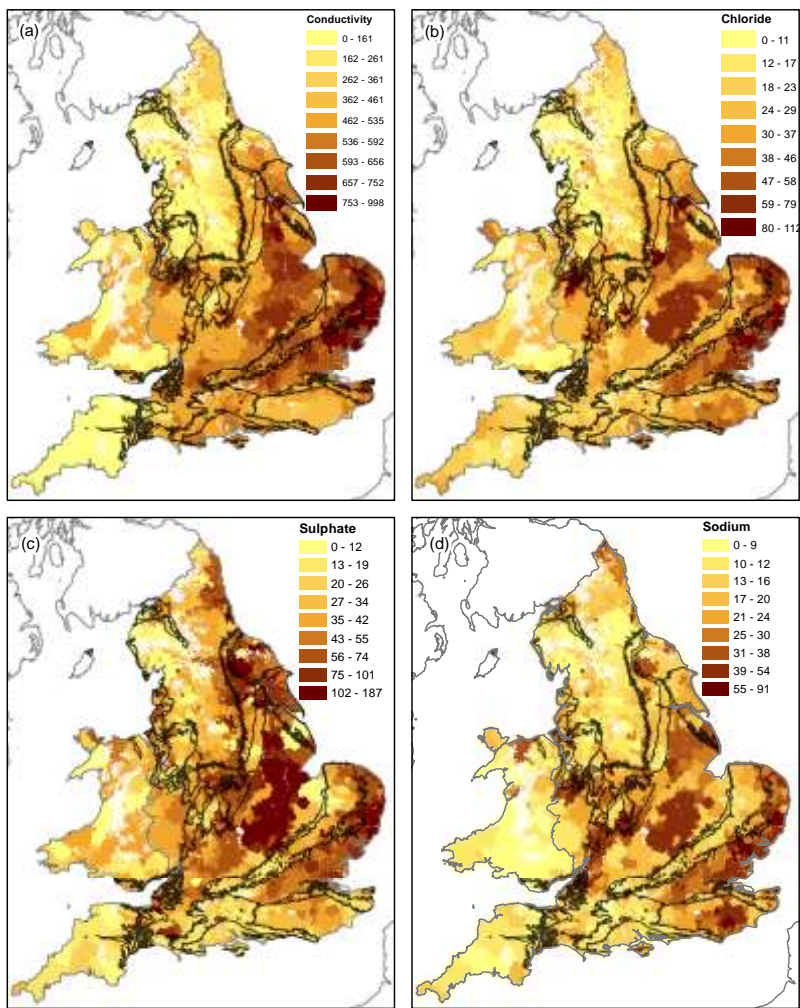 (a)
Conductivity
0 - 161
162 - 261
262 - 361
362 - 461
462 - 535
536 - 592
593 - 656
657 - 752
753 - 998
(b)
Chloride
0 - 11
12 - 17
18 - 23
24 - 29
30 - 37
38 - 46
47 - 58
59 - 79
80 - 112
(c)
Sulphate
0 - 12
13 - 19
20 - 26
27 - 34
35 - 42
43 - 55
56 - 74
75 - 101
102 - 187
(d)
Sodium
0 - 9
10 - 12
13 - 16
17 - 20
21 - 24
25 - 30
31 - 38
39 - 54
55 - 91